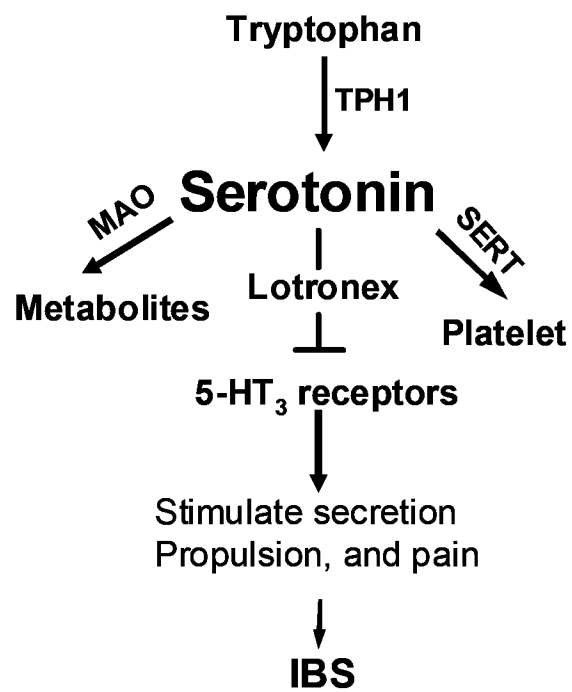 Tryptophan
TPH1
Serotonin
MAO
SERT
Metabolites
Lotronex
Platelet
5-HT₃ receptors
Stimulate secretion
Propulsion, and pain
IBS